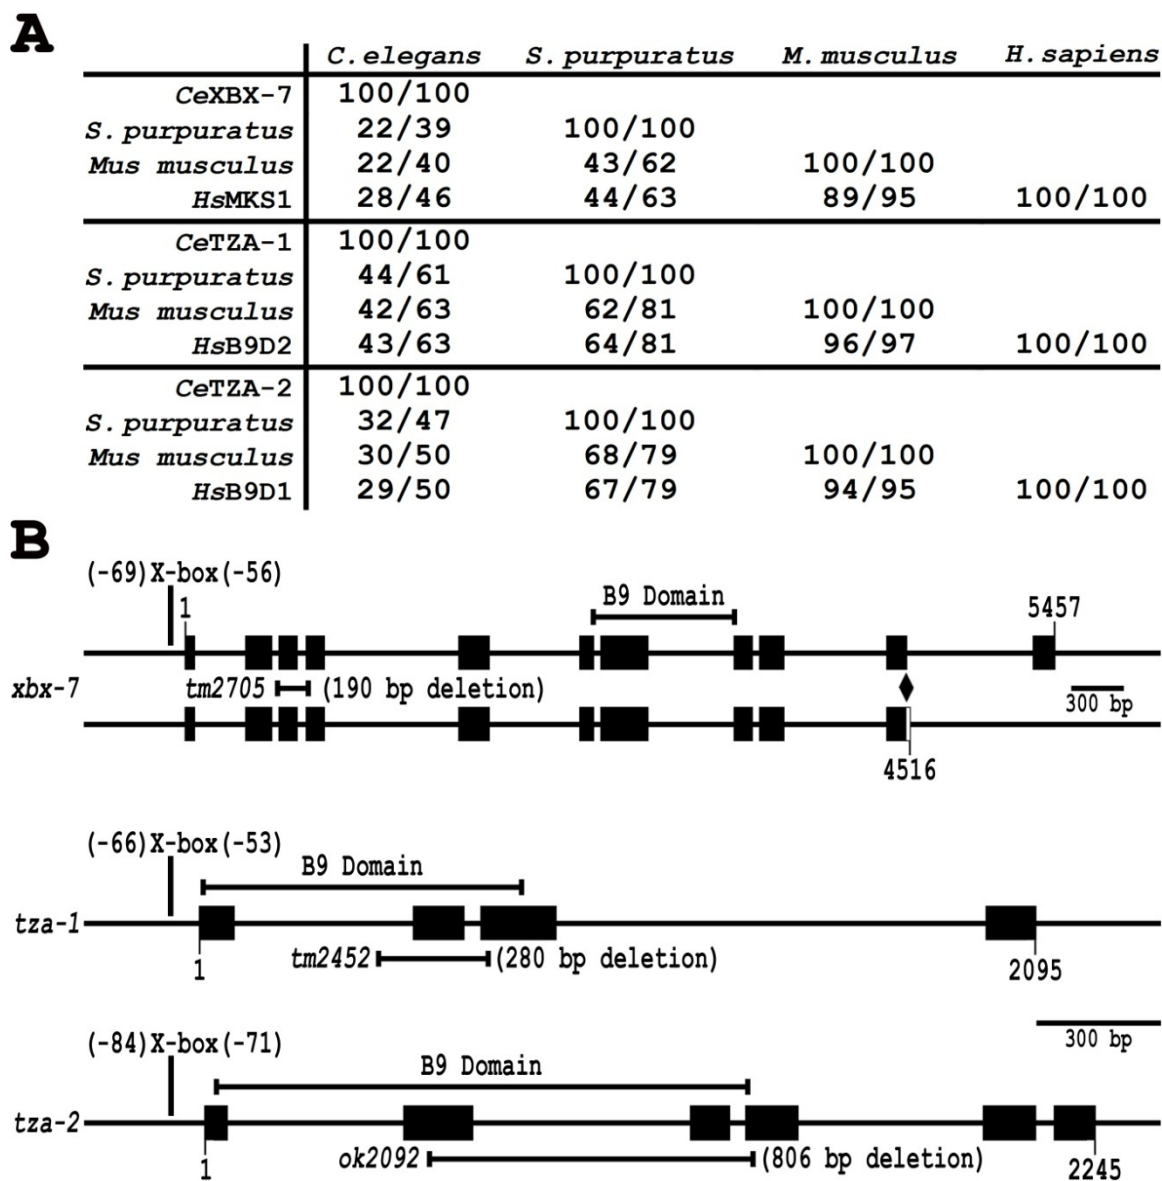 A
C.elegans S.purpuratus M.musculus H.sapiens
CeXBX-7 100/100
S.purpuratus 22/39 100/100
Mus musculus 22/40 43/62 100/100
HsMKS1 28/46 44/63 89/95 100/100
CeTZA-1 100/100
S.purpuratus 44/61 100/100
Mus musculus 42/63 62/81 100/100
HsB9D2 43/63 64/81 96/97 100/100
CeTZA-2 100/100
S.purpuratus 32/47 100/100
Mus musculus 30/50 68/79 100/100
HsB9D1 29/50 67/79 94/95 100/100
B
(-69)X-box(-56)
B9 Domain
1 5457
xbx-7 tm2705 (190 bp deletion)
300 bp
4516
(-66)X-box(-53)
B9 Domain
tza-1
tm2452 (280 bp deletion)
1 2095
300 bp
(-84)X-box(-71)
B9 Domain
tza-2
ok2092 (806 bp deletion)
1 2245